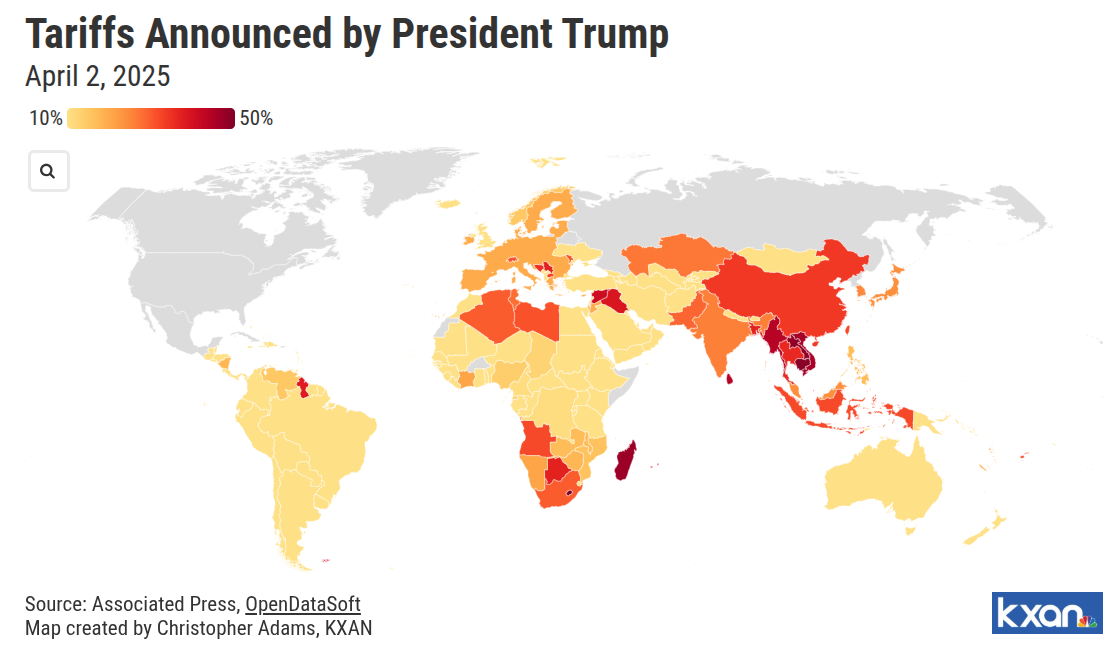 Tariffs Announced by President Trump
April 2, 2025
10% 50%
Source: Associated Press, OpenDataSoft
Map created by Christopher Adams, KXAN
kxan